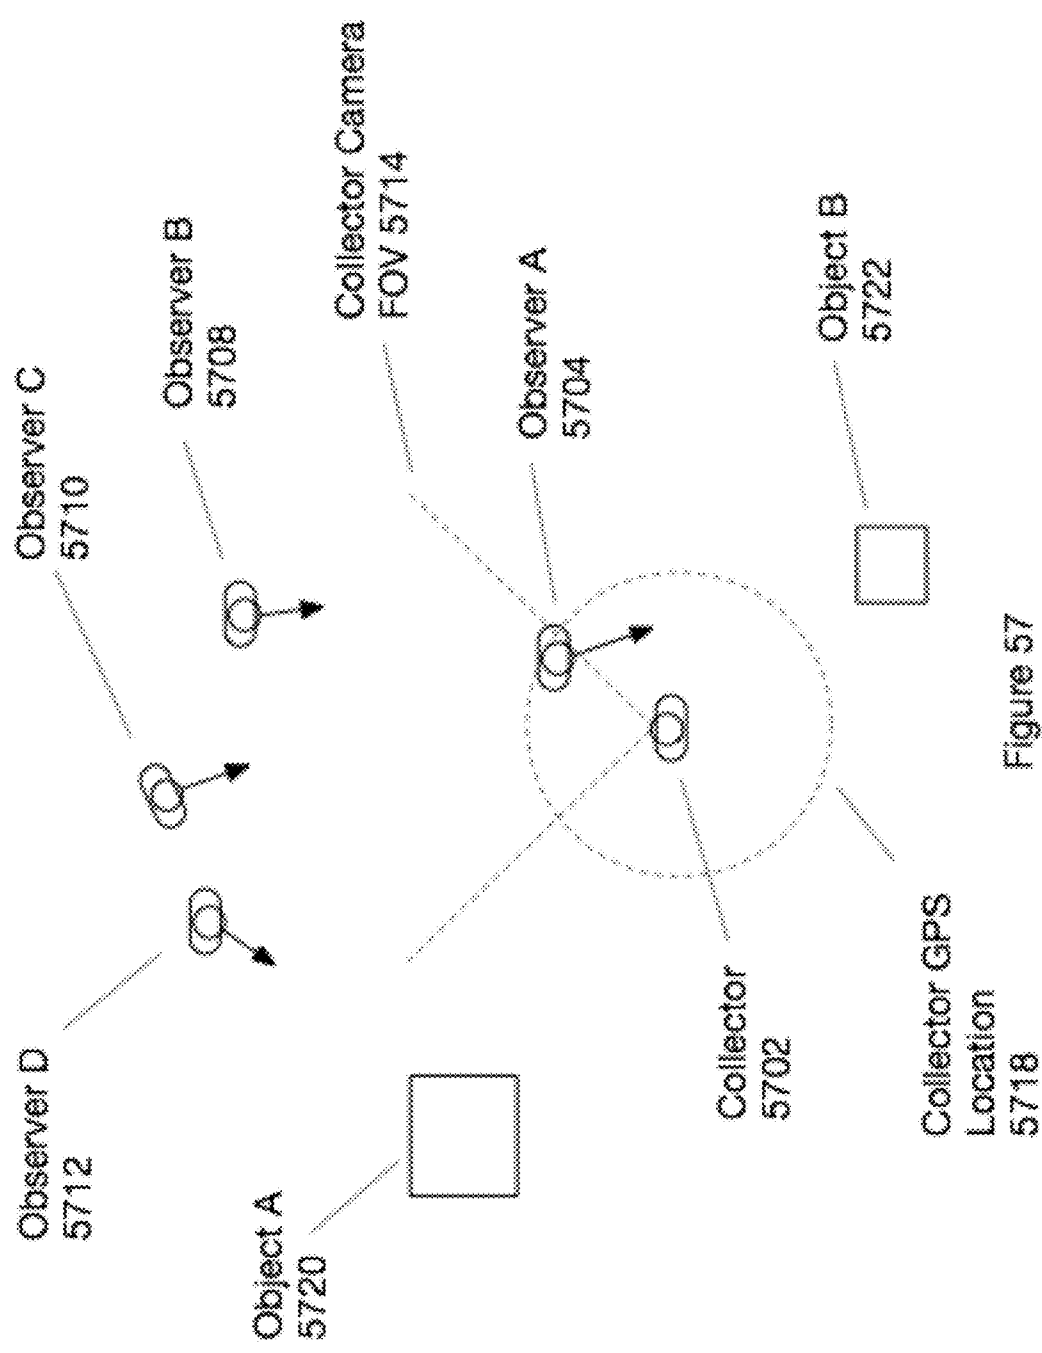 Observer D
5712
Observer C
5710
Observer B
5708
Object A
5720
Collector Camera
FOV 5714
Observer A
5704
Collector
5702
Object B
5722
Collector GPS
Location
5718
Figure 57